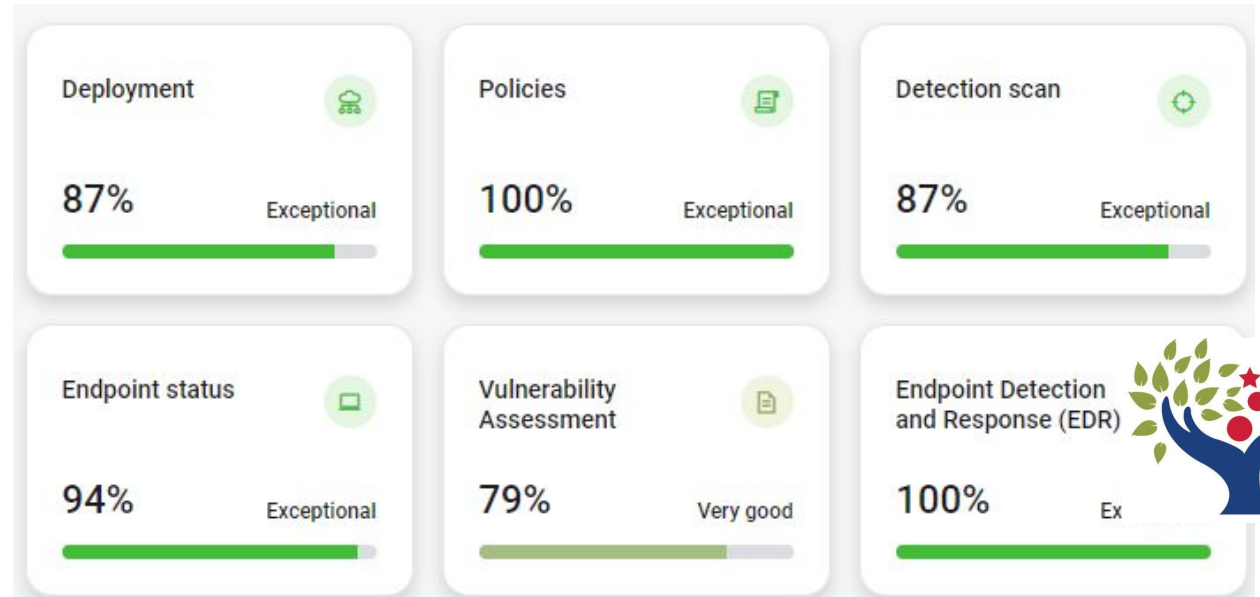 Deployment
87%
Exceptional
Policies
100%
Exceptional
Detection scan
87%
Exceptional
Endpoint status
94%
Exceptional
Vulnerability
Assessment
79%
Very good
Endpoint Detection
and Response (EDR)
100%
Ex